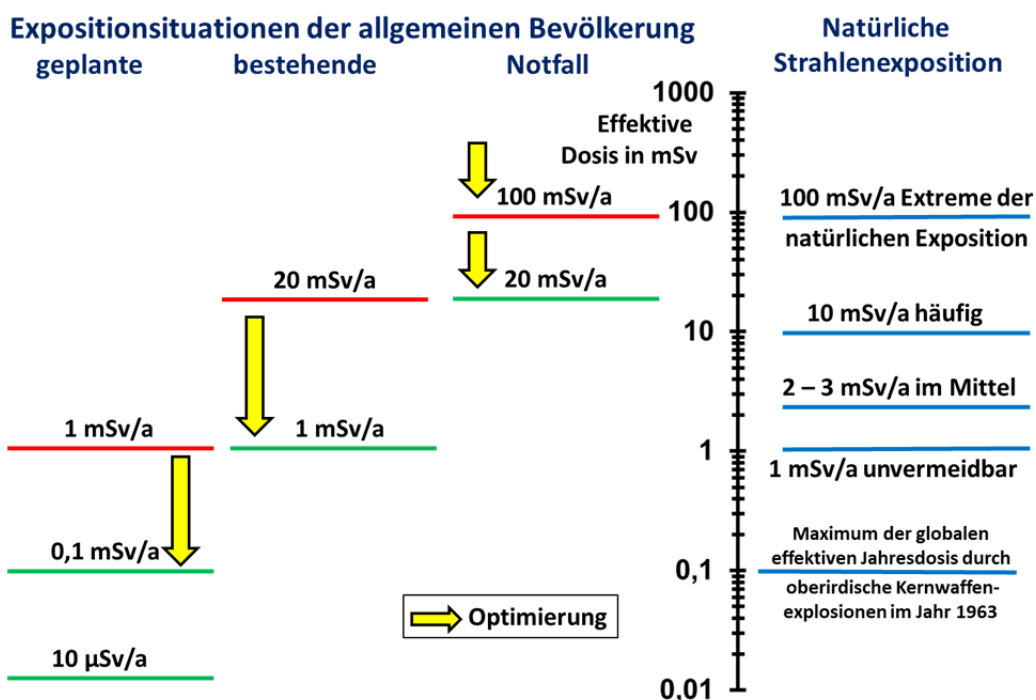 Expositionsituationen der allgemeinen Bevölkerung
geplante
bestehende
Notfall
Natürliche
Strahlenexposition
Effektive
Dosis in mSv
1000
100
10
1
0,1
0,01
100 mSv/a
20 mSv/a
20 mSv/a
1 mSv/a
1 mSv/a
0,1 mSv/a
10 µSv/a
Optimierung
100 mSv/a Extreme der
natürlichen Exposition
10 mSv/a häufig
2 – 3 mSv/a im Mittel
1 mSv/a unvermeidbar
Maximum der globalen
effektiven Jahresdosis durch
oberirdische Kernwaffen-
explosionen im Jahr 1963